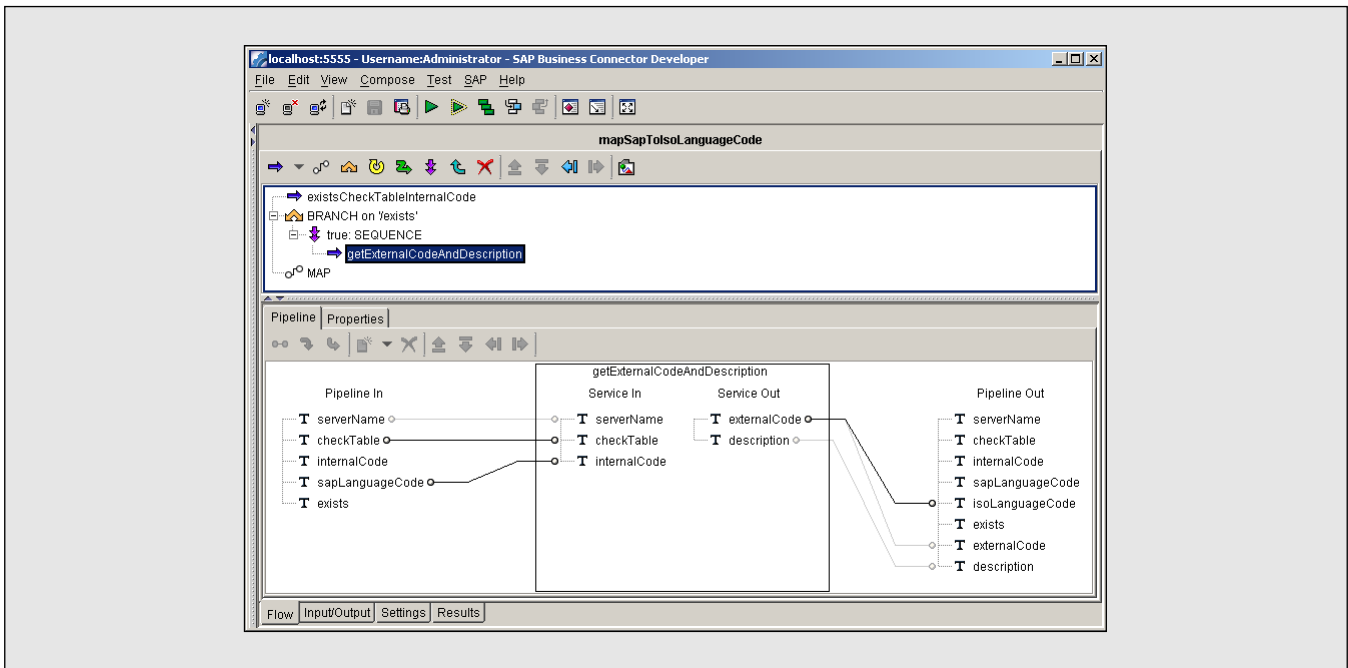 localhost:5555 - Username:Administrator - SAP Business Connector Developer
File Edit View Compose Test SAP Help
mapSapToIsoLanguageCode
existsCheckTableInternalCode
BRANCH on '/exists'
true: SEQUENCE
getExternalCodeAndDescription
MAP
Pipeline Properties
getExternalCodeAndDescription
Pipeline In Service In Service Out Pipeline Out
T serverName T serverName T externalCode T serverName
T checkTable T checkTable T description T checkTable
T internalCode T internalCode T internalCode
T sapLanguageCode T sapLanguageCode
T exists T isoLanguageCode
T exists
T externalCode
T description
Flow Input/Output Settings Results